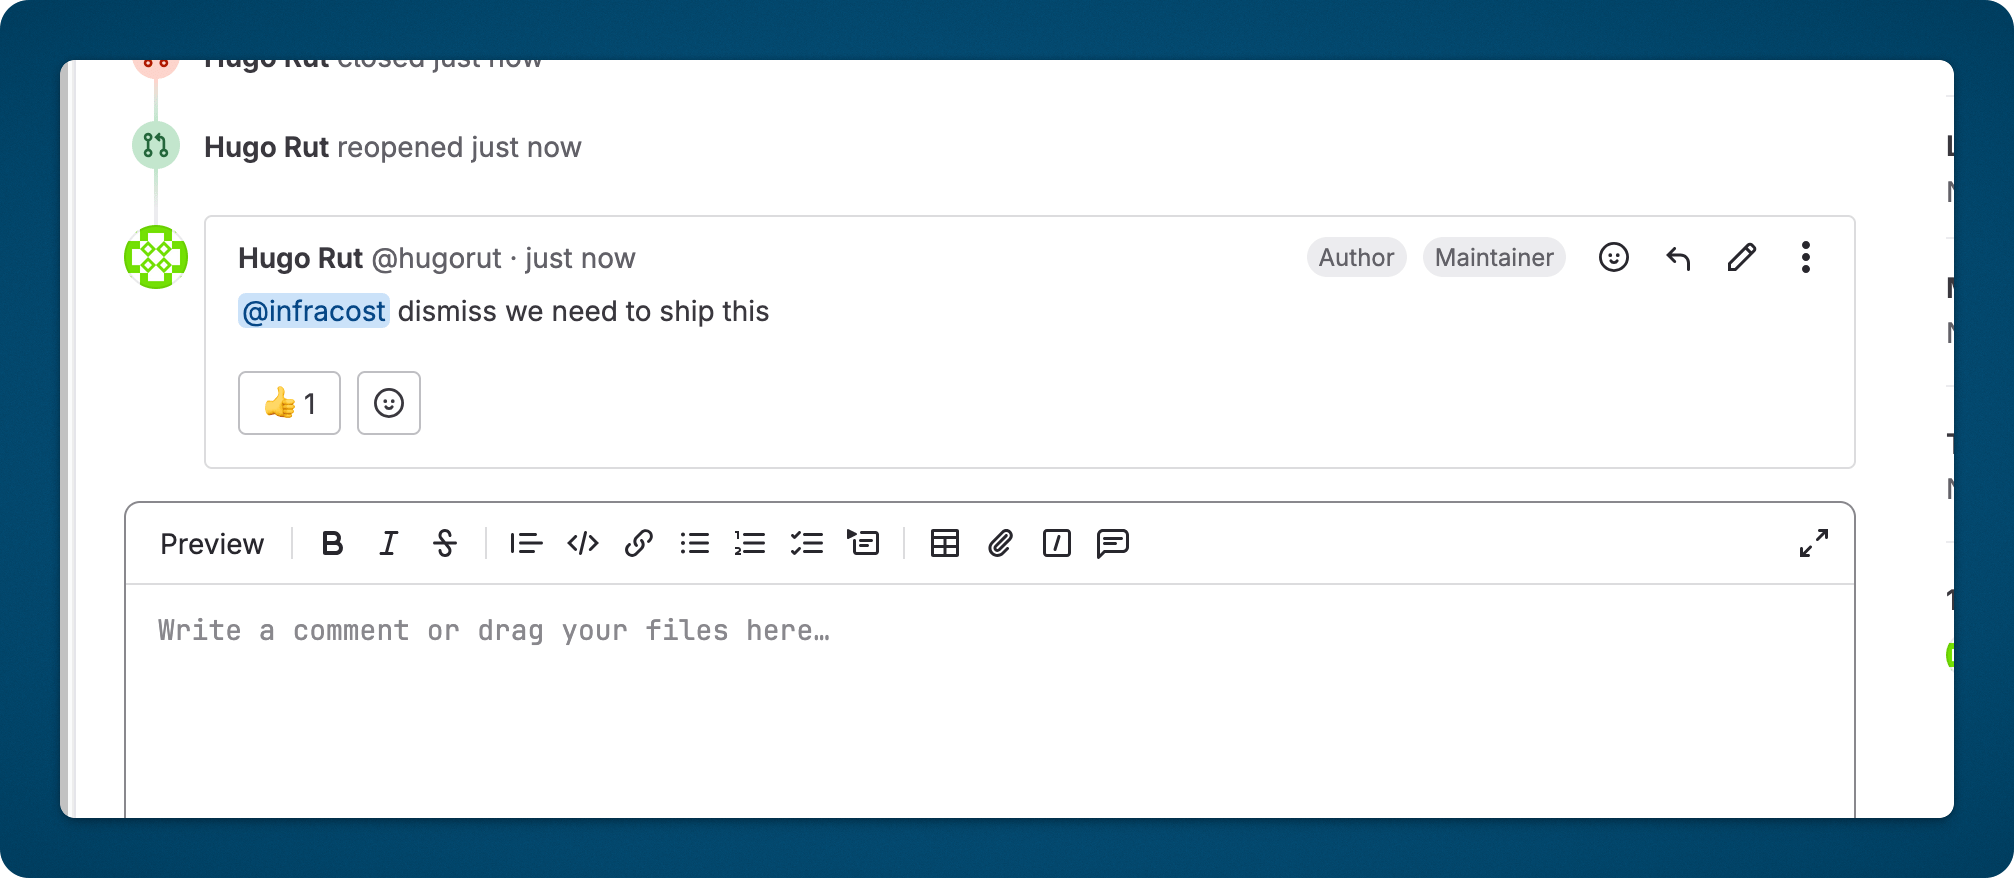 Hugo Rut closed just now
Hugo Rut reopened just now
Hugo Rut @hugorut · just now
Author
Maintainer
@infracost dismiss we need to ship this
👍 1
Preview
Write a comment or drag your files here…